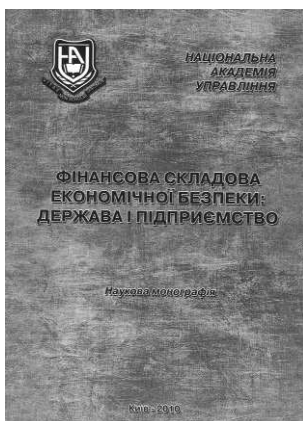 НАЦІОНАЛЬНА
АКАДЕМІЯ
УПРАВЛІННЯ
ФІНАНСОВА СКЛАДОВА
ЕКОНОМІЧНОЇ БЕЗПЕКИ:
ДЕРЖАВА І ПІДПРИЄМСТВО
Наукова монографія
Київ - 2010